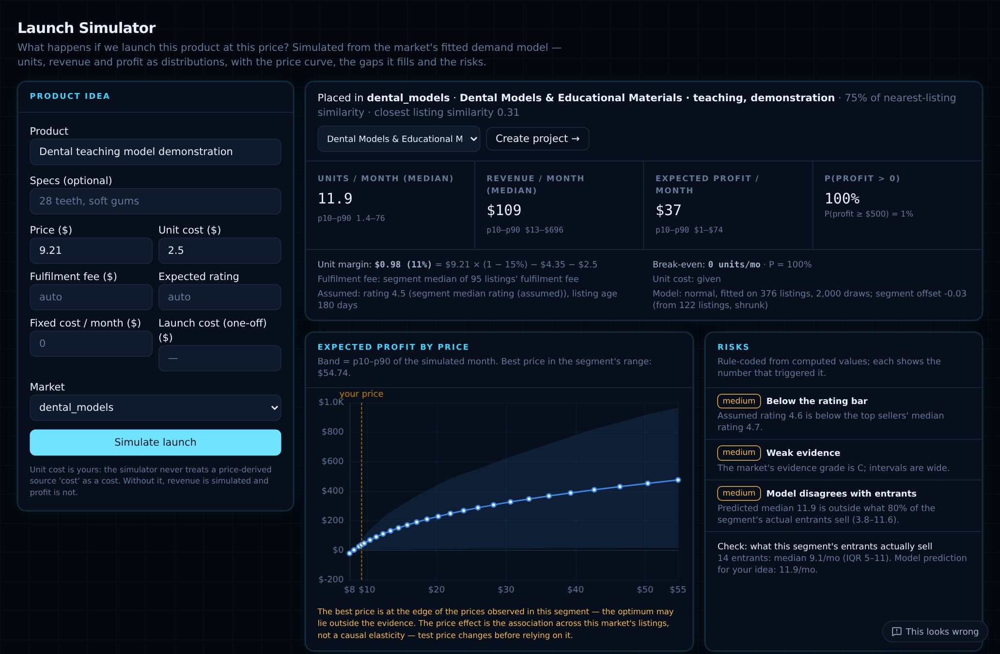 Launch Simulator
What happens if we launch this product at this price? Simulated from the market's fitted demand model —
units, revenue and profit as distributions, with the price curve, the gaps it fills and the risks.
PRODUCT IDEA
Product
Dental teaching model demonstration
Specs (optional)
28 teeth, soft gums
Price ($) Unit cost ($)
9.21 2.5
Fulfilment fee ($) Expected rating
auto auto
Fixed cost / month ($) Launch cost (one-off) ($)
0 —
Market
dental_models
Simulate launch
Unit cost is yours: the simulator never treats a price-derived
source 'cost' as a cost. Without it, revenue is simulated and
profit is not.
Placed in dental_models · Dental Models & Educational Materials · teaching, demonstration · 75% of nearest-listing
similarity · closest listing similarity 0.31
Dental Models & Educational M
Create project →
UNITS / MONTH (MEDIAN)
11.9
p10–p90 1.4–76
REVENUE / MONTH
(MEDIAN)
$109
p10–p90 $13–$696
EXPECTED PROFIT /
MONTH
$37
p10–p90 $1–$74
P(PROFIT > 0)
100%
P(profit ≥ $500) = 1%
Unit margin: $0.98 (11%) = $9.21 × (1 − 15%) − $4.35 − $2.5
Fulfilment fee: segment median of 95 listings' fulfilment fee
Assumed: rating 4.5 (segment median rating (assumed)), listing age
180 days
Break-even: 0 units/mo · P = 100%
Unit cost: given
Model: normal, fitted on 376 listings, 2,000 draws; segment offset -0.03
(from 122 listings, shrunk)
EXPECTED PROFIT BY PRICE
Band = p10–p90 of the simulated month. Best price in the segment's range:
$54.74.
your price
$1.0K
$800
$600
$400
$200
$0
$-200
$8 $10 $20 $30 $40 $50 $55
The best price is at the edge of the prices observed in this segment — the optimum may
lie outside the evidence. The price effect is the association across this market's listings,
not a causal elasticity — test price changes before relying on it.
RISKS
Rule-coded from computed values; each shows the
number that triggered it.
medium Below the rating bar
Assumed rating 4.6 is below the top sellers' median
rating 4.7.
medium Weak evidence
The market's evidence grade is C; intervals are wide.
medium Model disagrees with entrants
Predicted median 11.9 is outside what 80% of the
segment's actual entrants sell (3.8–11.6).
Check: what this segment's entrants actually sell
14 entrants: median 9.1/mo (IQR 5–11). Model prediction
for your idea: 11.9/mo.
This looks wrong